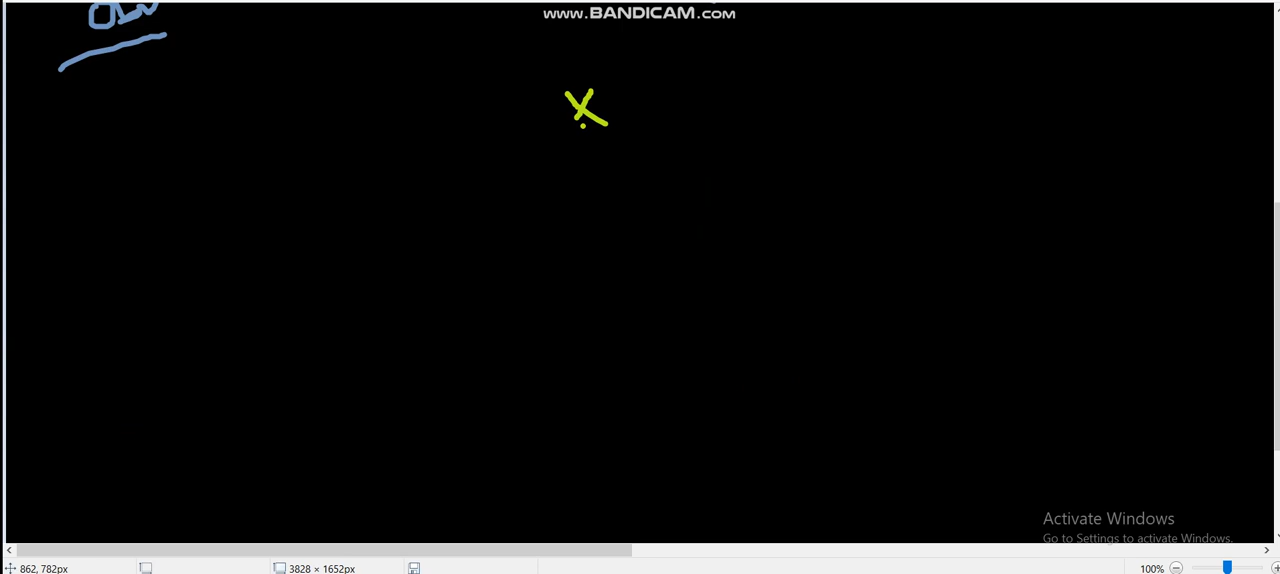 www.BANDICAM.com
x
Activate Windows
Go to Settings to activate Windows.
862, 782px
3828 × 1652px
100%